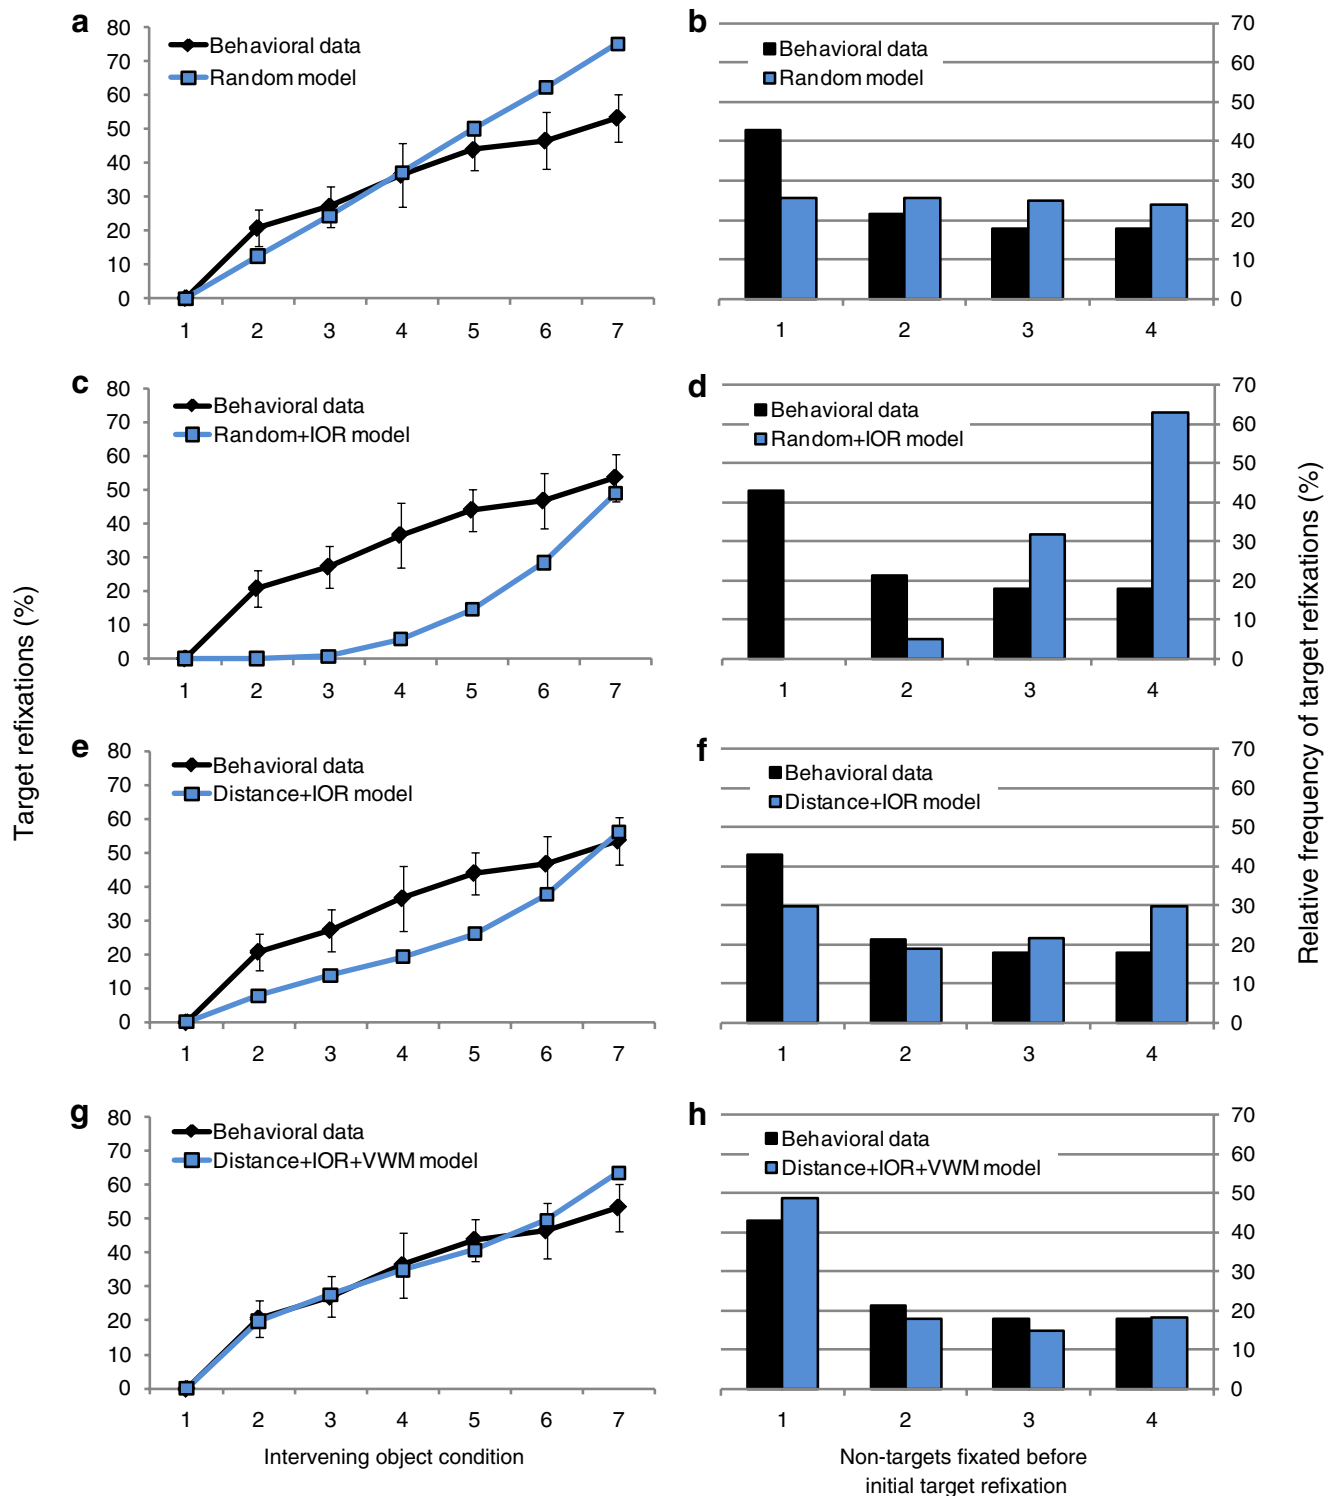 a
80
70
60
50
40
30
20
10
0
Behavioral data
Random model
1 2 3 4 5 6 7
b
Behavioral data
Random model
70
60
50
40
30
20
10
0
1 2 3 4
c
80
70
60
50
40
30
20
10
0
Behavioral data
Random+IOR model
1 2 3 4 5 6 7
d
Behavioral data
Random+IOR model
70
60
50
40
30
20
10
0
1 2 3 4
Target refixations (%)
Relative frequency of target refixations (%)
e
80
70
60
50
40
30
20
10
0
Behavioral data
Distance+IOR model
1 2 3 4 5 6 7
f
Behavioral data
Distance+IOR model
70
60
50
40
30
20
10
0
1 2 3 4
g
80
70
60
50
40
30
20
10
0
Behavioral data
Distance+IOR+VWM model
1 2 3 4 5 6 7
Intervening object condition
h
Behavioral data
Distance+IOR+VWM model
70
60
50
40
30
20
10
0
1 2 3 4
Non-targets fixated before
initial target refixation